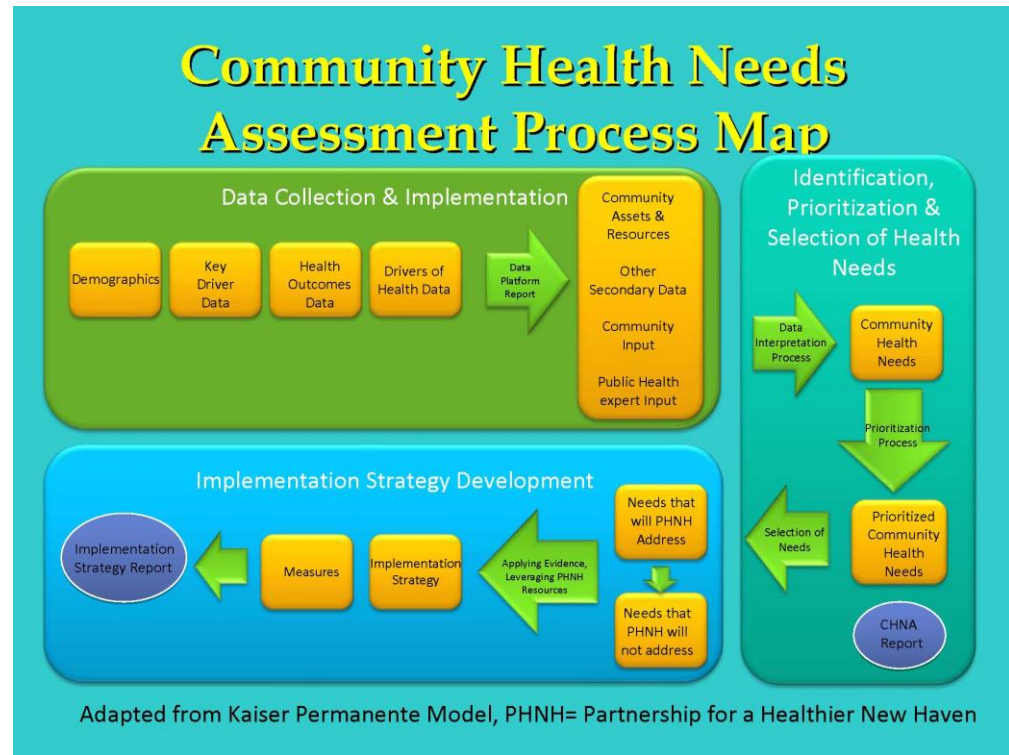 Community Health Needs
Assessment Process Map
Data Collection & Implementation
Demographics
Key
Driver
Data
Health
Outcomes
Data
Drivers of
Health Data
Data
Platform
Report
Community
Assets &
Resources
Other
Secondary Data
Community
Input
Public Health
expert Input
Identification,
Prioritization &
Selection of Health
Needs
Data
Interpretation
Process
Community
Health
Needs
Prioritization
Process
Prioritized
Community
Health
Needs
CHNA
Report
Selection of
Needs
Implementation Strategy Development
Needs that
will PHNH
Address
Needs that
PHNH will
not address
Applying Evidence,
Leveraging PHNH
Resources
Implementation
Strategy
Measures
Implementation
Strategy Report
Adapted from Kaiser Permanente Model, PHNH= Partnership for a Healthier New Haven